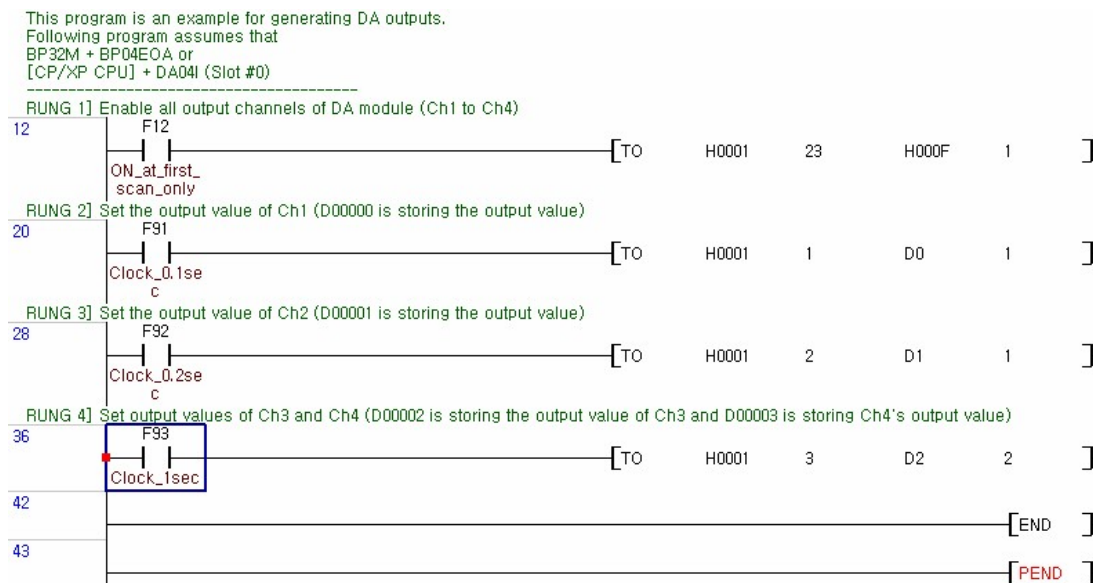 This program is an example for generating DA outputs.
Following program assumes that
BP32M + BP04EOA or
[CP/XP CPU] + DA04I (Slot #0)
----------------------------------------
RUNG 1] Enable all output channels of DA module (Ch1 to Ch4)
12 F12 [TO H0001 23 H000F 1 ]
ON_at_first_
scan_only
RUNG 2] Set the output value of Ch1 (D00000 is storing the output value)
20 F91 [TO H0001 1 D0 1 ]
Clock_0.1se
c
RUNG 3] Set the output value of Ch2 (D00001 is storing the output value)
28 F92 [TO H0001 2 D1 1 ]
Clock_0.2se
c
RUNG 4] Set output values of Ch3 and Ch4 (D00002 is storing the output value of Ch3 and D00003 is storing Ch4's output value)
36 F93 [TO H0001 3 D2 2 ]
Clock_1sec
42 [END ]
43 [PEND ]